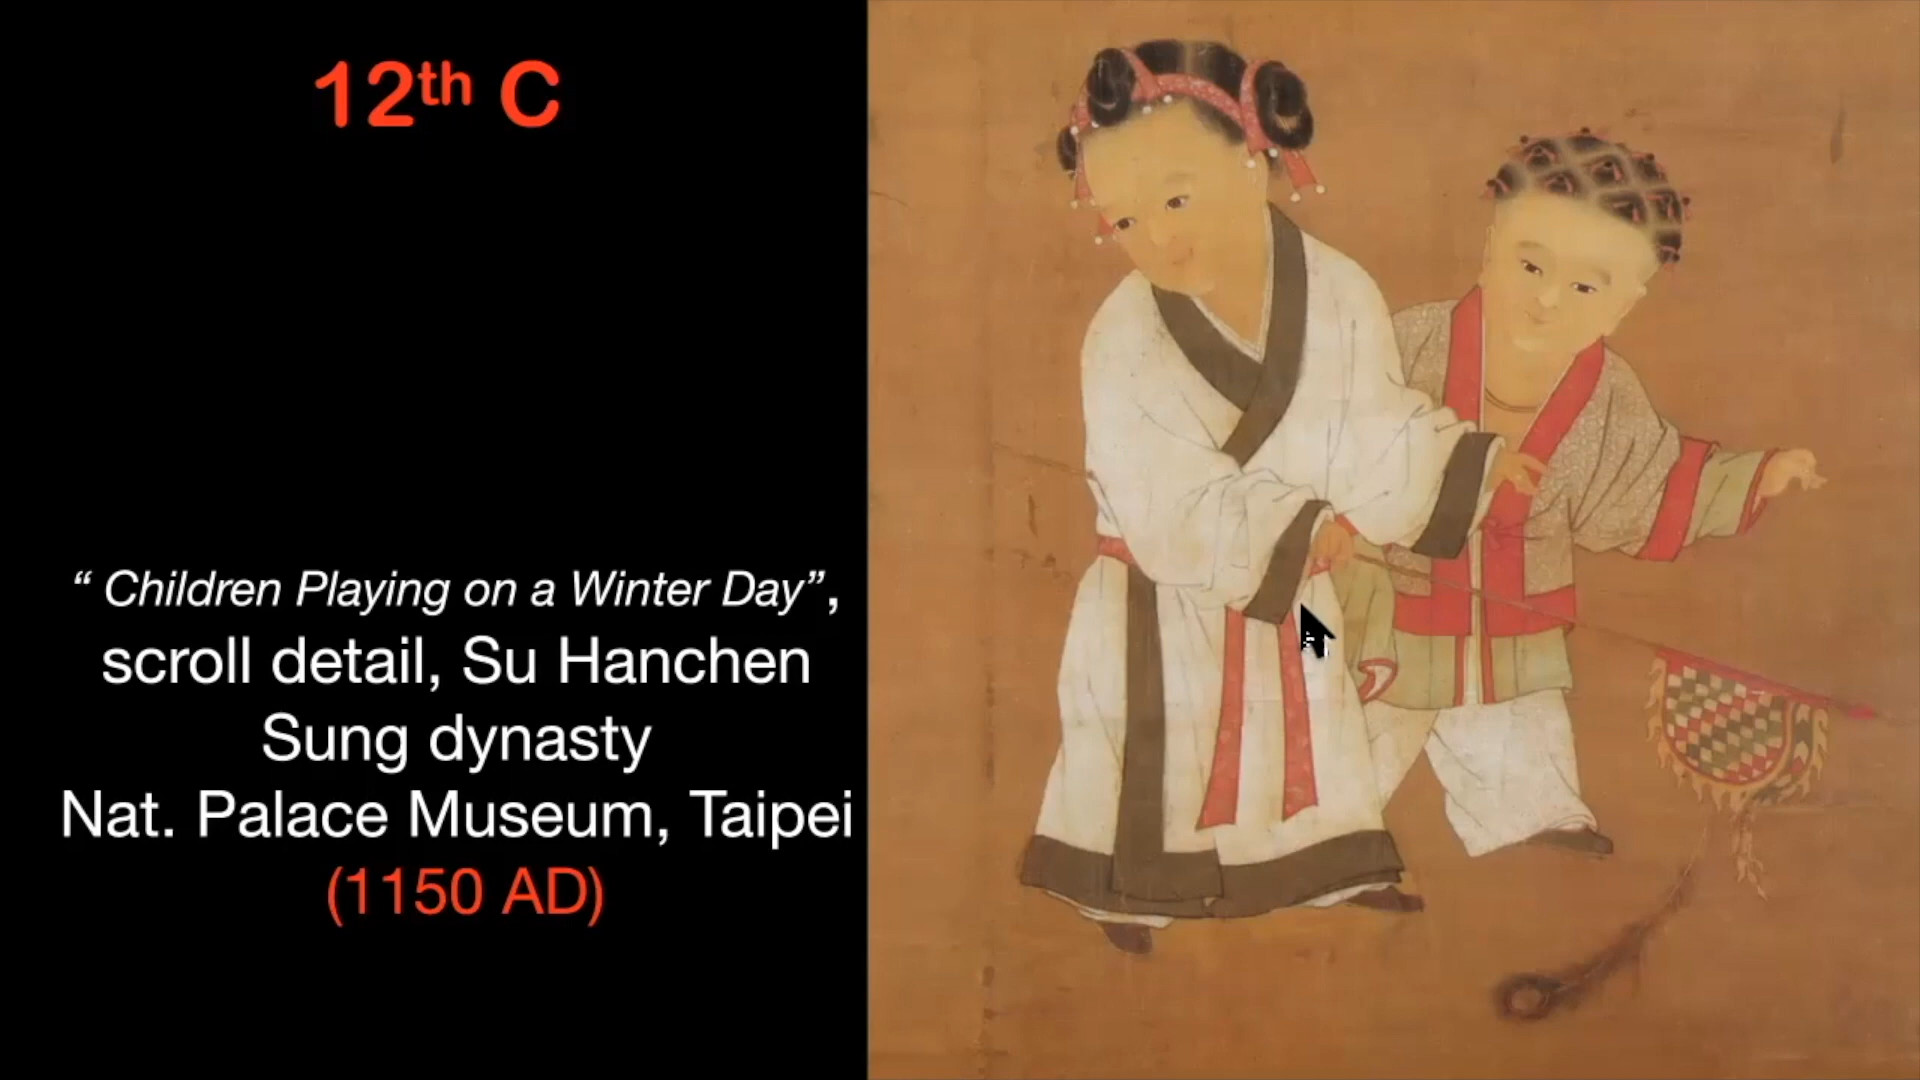 12th C
“ Children Playing on a Winter Day”,
scroll detail, Su Hanchen
Sung dynasty
Nat. Palace Museum, Taipei
(1150 AD)